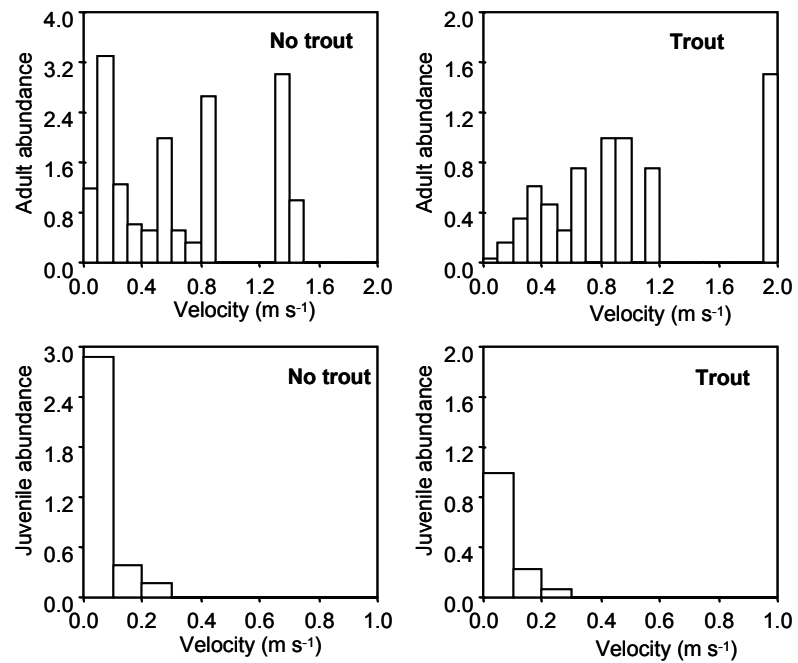 Adult abundance
4.0
3.2
2.4
1.6
0.8
0.0
No trout
0.0 0.4 0.8 1.2 1.6 2.0
Velocity (m s-1)
Adult abundance
2.0
1.6
1.2
0.8
0.4
0.0
Trout
0.0 0.4 0.8 1.2 1.6 2.0
Velocity (m s-1)
Juvenile abundance
3.0
2.4
1.8
1.2
0.6
0.0
No trout
0.0 0.2 0.4 0.6 0.8 1.0
Velocity (m s-1)
Juvenile abundance
2.0
1.6
1.2
0.8
0.4
0.0
Trout
0.0 0.2 0.4 0.6 0.8 1.0
Velocity (m s-1)